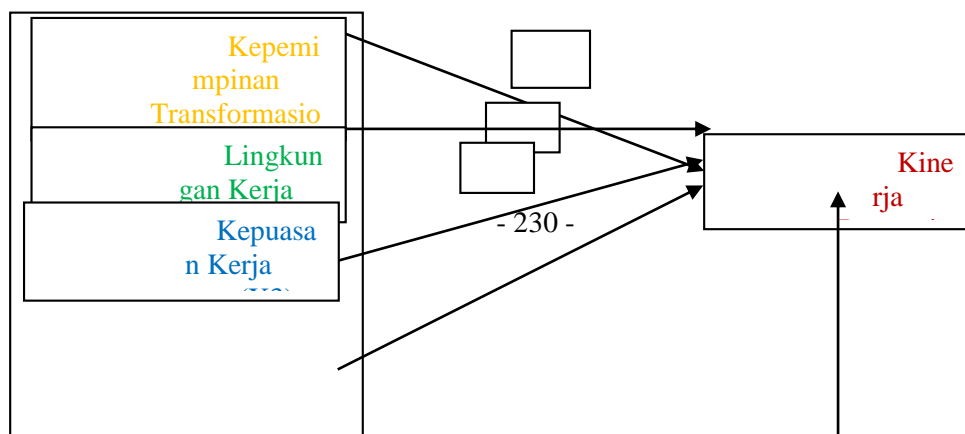 Kepemi
mpinan
Transformasio
Lingkun
gan Kerja
Kepuasa
n Kerja
- 230 -
Kine
rja